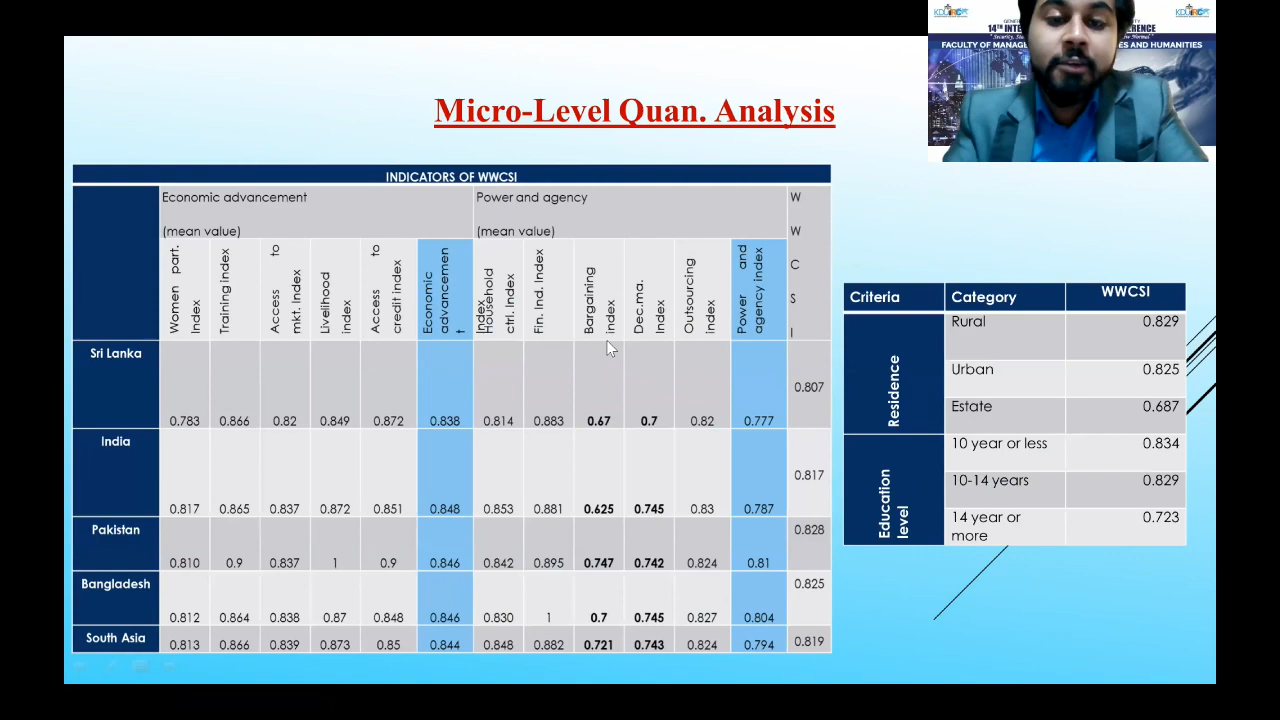 KDU IRC
KDU IRC
14TH INTE
ERENCE
FACULTY OF MANAG
ES AND HUMANITIES
Micro-Level Quan. Analysis
INDICATORS OF WWCSI
Economic advancement
(mean value)
Power and agency
(mean value)
W
W
C
S
I
Women part. Index
Training index
Access to mkt. Index
Livelihood index
Access to credit index
Economic advancement Index
Household ctrl. Index
Fin. Ind. Index
Bargaining index
Dec.ma. Index
Outsourcing index
Power and agency index
Sri Lanka 0.783 0.866 0.82 0.849 0.872 0.838 0.814 0.883 0.67 0.7 0.82 0.777 0.807
India 0.817 0.865 0.837 0.872 0.851 0.848 0.853 0.881 0.625 0.745 0.83 0.787 0.817
Pakistan 0.810 0.9 0.837 1 0.9 0.846 0.842 0.895 0.747 0.742 0.824 0.81 0.828
Bangladesh 0.812 0.864 0.838 0.87 0.848 0.846 0.830 1 0.7 0.745 0.827 0.804 0.825
South Asia 0.813 0.866 0.839 0.873 0.85 0.844 0.848 0.882 0.721 0.743 0.824 0.794 0.819
Criteria Category WWCSI
Residence
Rural 0.829
Urban 0.825
Estate 0.687
Education level
10 year or less 0.834
10-14 years 0.829
14 year or more 0.723